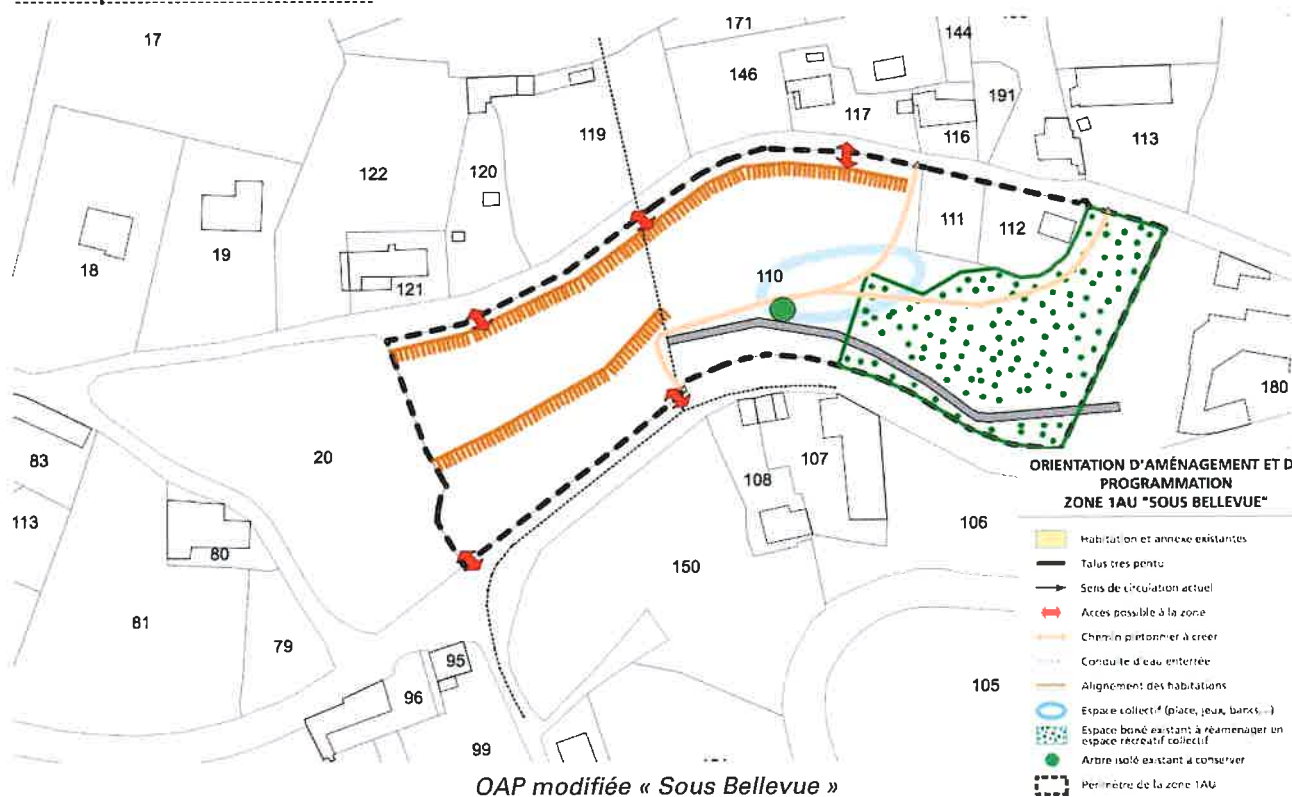 17
171
144
146
119
117
191
116
113
122
120
18
19
121
111
112
110
180
20
83
113
80
81
79
108
107
106
150
95
96
99
105
ORIENTATION D'AMÉNAGEMENT ET D
PROGRAMMATION
ZONE 1AU "SOUS BELLEVUE"
Habitation et annexe existantes
Talus très pentu
Sens de circulation actuel
Accès possible à la zone
Chemin piétonnier à créer
Conduite d'eau enterrée
Alignement des habitations
Espace collectif (place, jeux, bancs,...)
Espace boisé existant à réaménager en
espace récréatif collectif
Arbre isolé existant à conserver
Périmètre de la zone 1AU
OAP modifiée « Sous Bellevue »